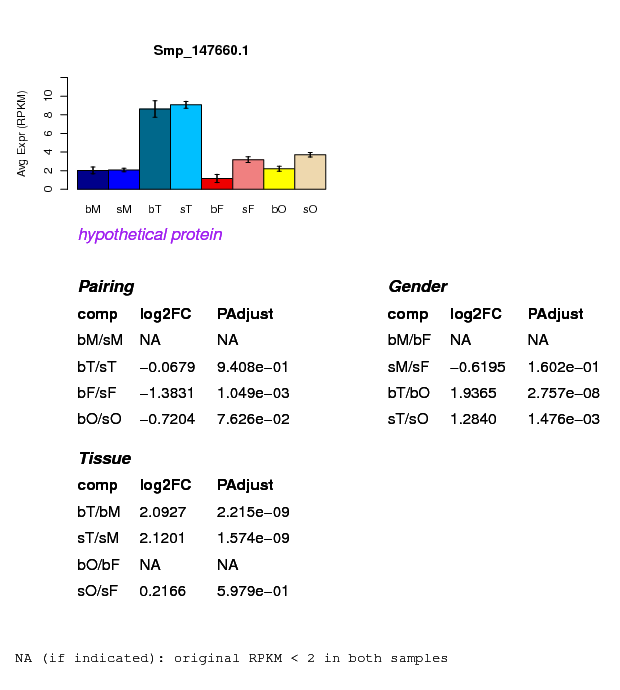 Smp_147660.1
Avg Expr (RPKM)
0 2 4 6 8 10
bM sM bT sT bF sF bO sO
hypothetical protein
Pairing
comp log2FC PAdjust
bM/sM NA NA
bT/sT −0.0679 9.408e−01
bF/sF −1.3831 1.049e−03
bO/sO −0.7204 7.626e−02
Gender
comp log2FC PAdjust
bM/bF NA NA
sM/sF −0.6195 1.602e−01
bT/bO 1.9365 2.757e−08
sT/sO 1.2840 1.476e−03
Tissue
comp log2FC PAdjust
bT/bM 2.0927 2.215e−09
sT/sM 2.1201 1.574e−09
bO/bF NA NA
sO/sF 0.2166 5.979e−01
NA (if indicated): original RPKM < 2 in both samples